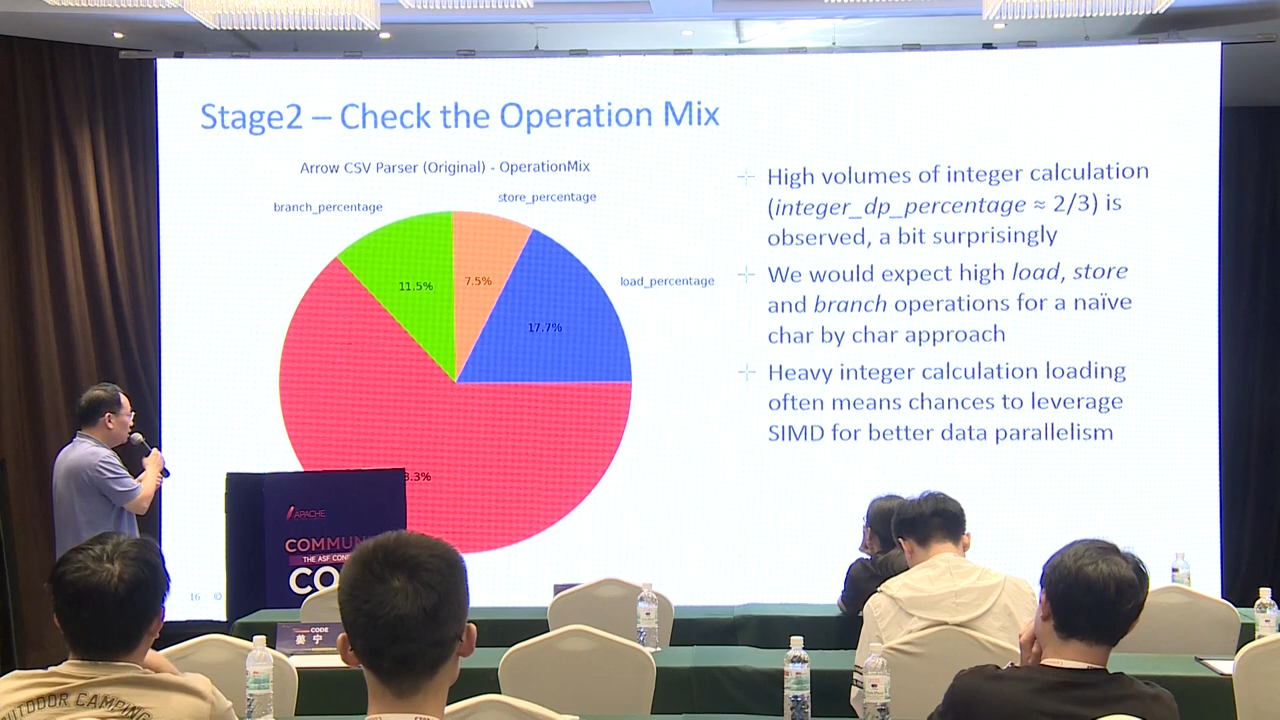 Stage2 – Check the Operation Mix
Arrow CSV Parser (Original) - OperationMix
store_percentage
branch_percentage
load_percentage
11.5%
7.5%
17.7%
3.3%
High volumes of integer calculation
(integer_dp_percentage ≈ 2/3) is
observed, a bit surprisingly
We would expect high load, store
and branch operations for a naïve
char by char approach
Heavy integer calculation loading
often means chances to leverage
SIMD for better data parallelism
APACHE
COMMUN
THE ASF CON
CO
16 ©
CODE
姜 宁
OUTDOOR CAMPING